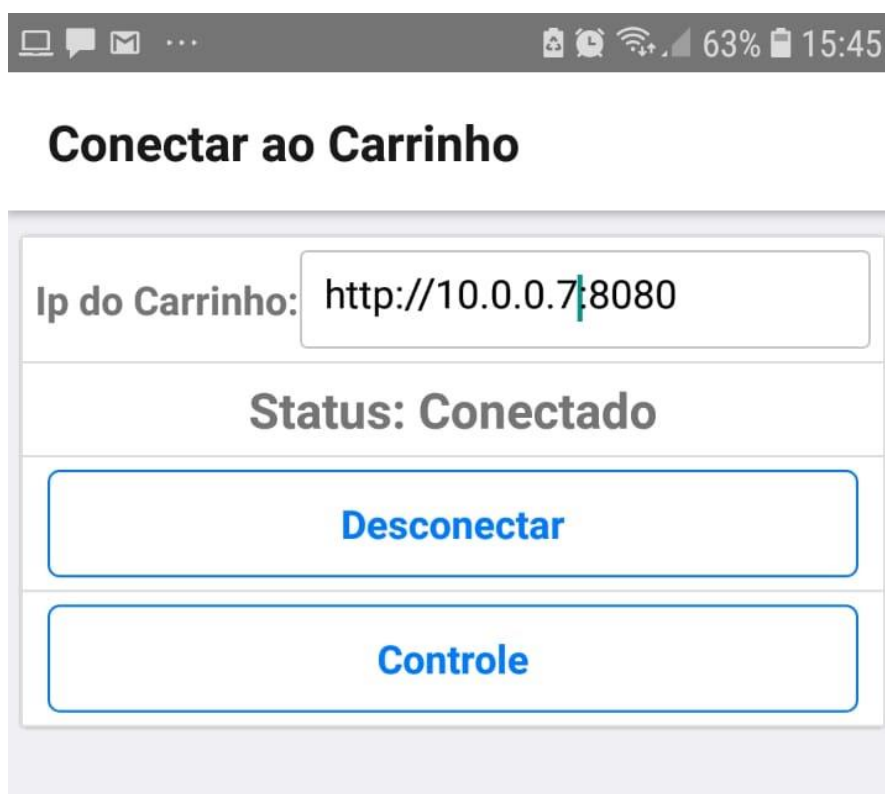 63% 15:45
Conectar ao Carrinho
Ip do Carrinho: http://10.0.0.7:8080
Status: Conectado
Desconectar
Controle